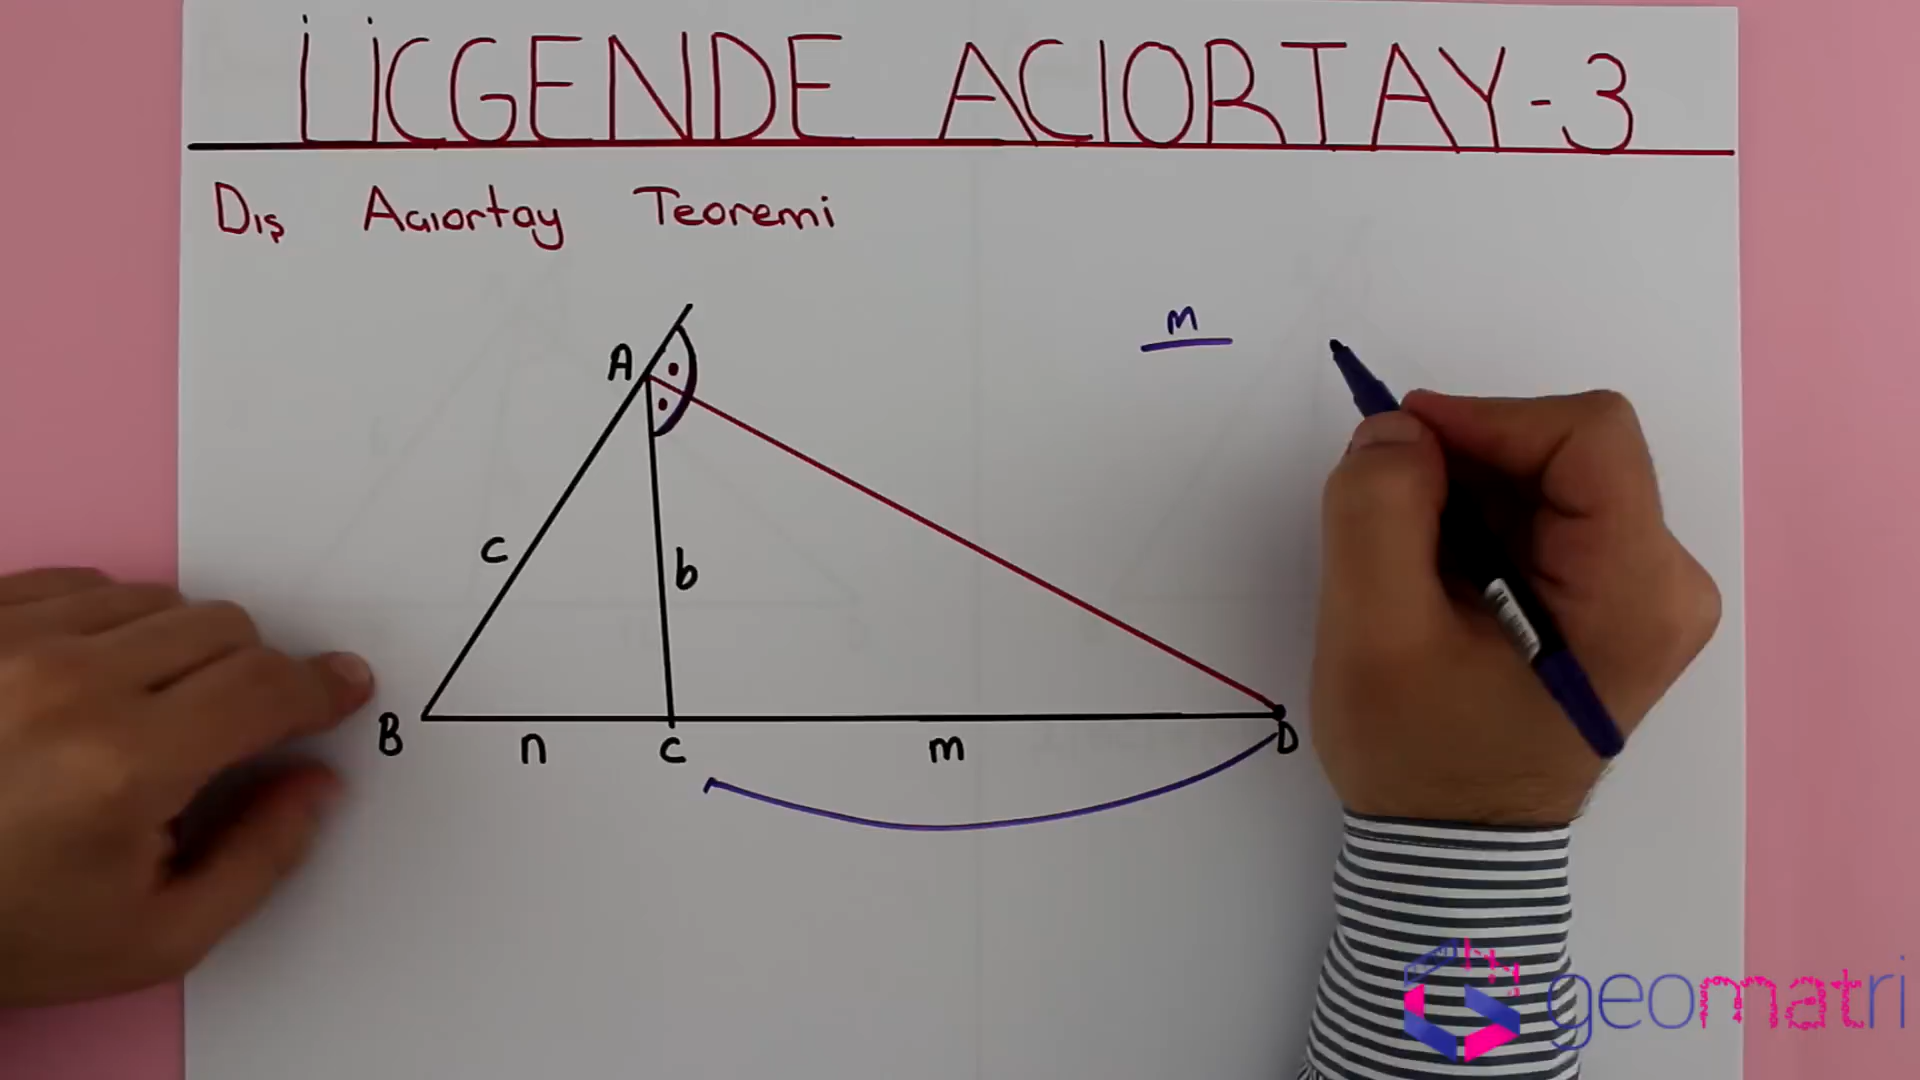 ÜÇGENDE AÇIORTAY-3
Dış Açıortay Teoremi
m
A
c
b
B
n
C
m
D
geomatri